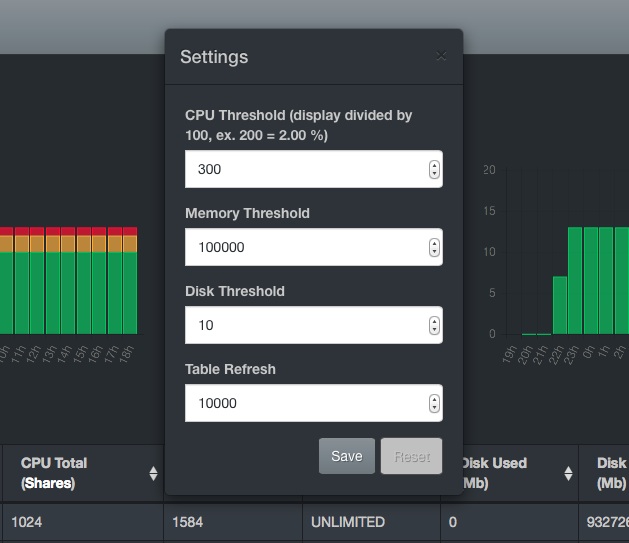 Settings
×
CPU Threshold (display divided by
100, ex. 200 = 2.00 %)
300
Memory Threshold
100000
Disk Threshold
10
Table Refresh
10000
Save Reset
20
15
10
5
0
11h 12h 13h 14h 15h 16h 17h 18h
19h 20h 21h 22h 23h 0h 1h 2h
CPU Total
(Shares)
Disk Used
Mb)
Disk
(Mb)
1024 1584 UNLIMITED 0 932726